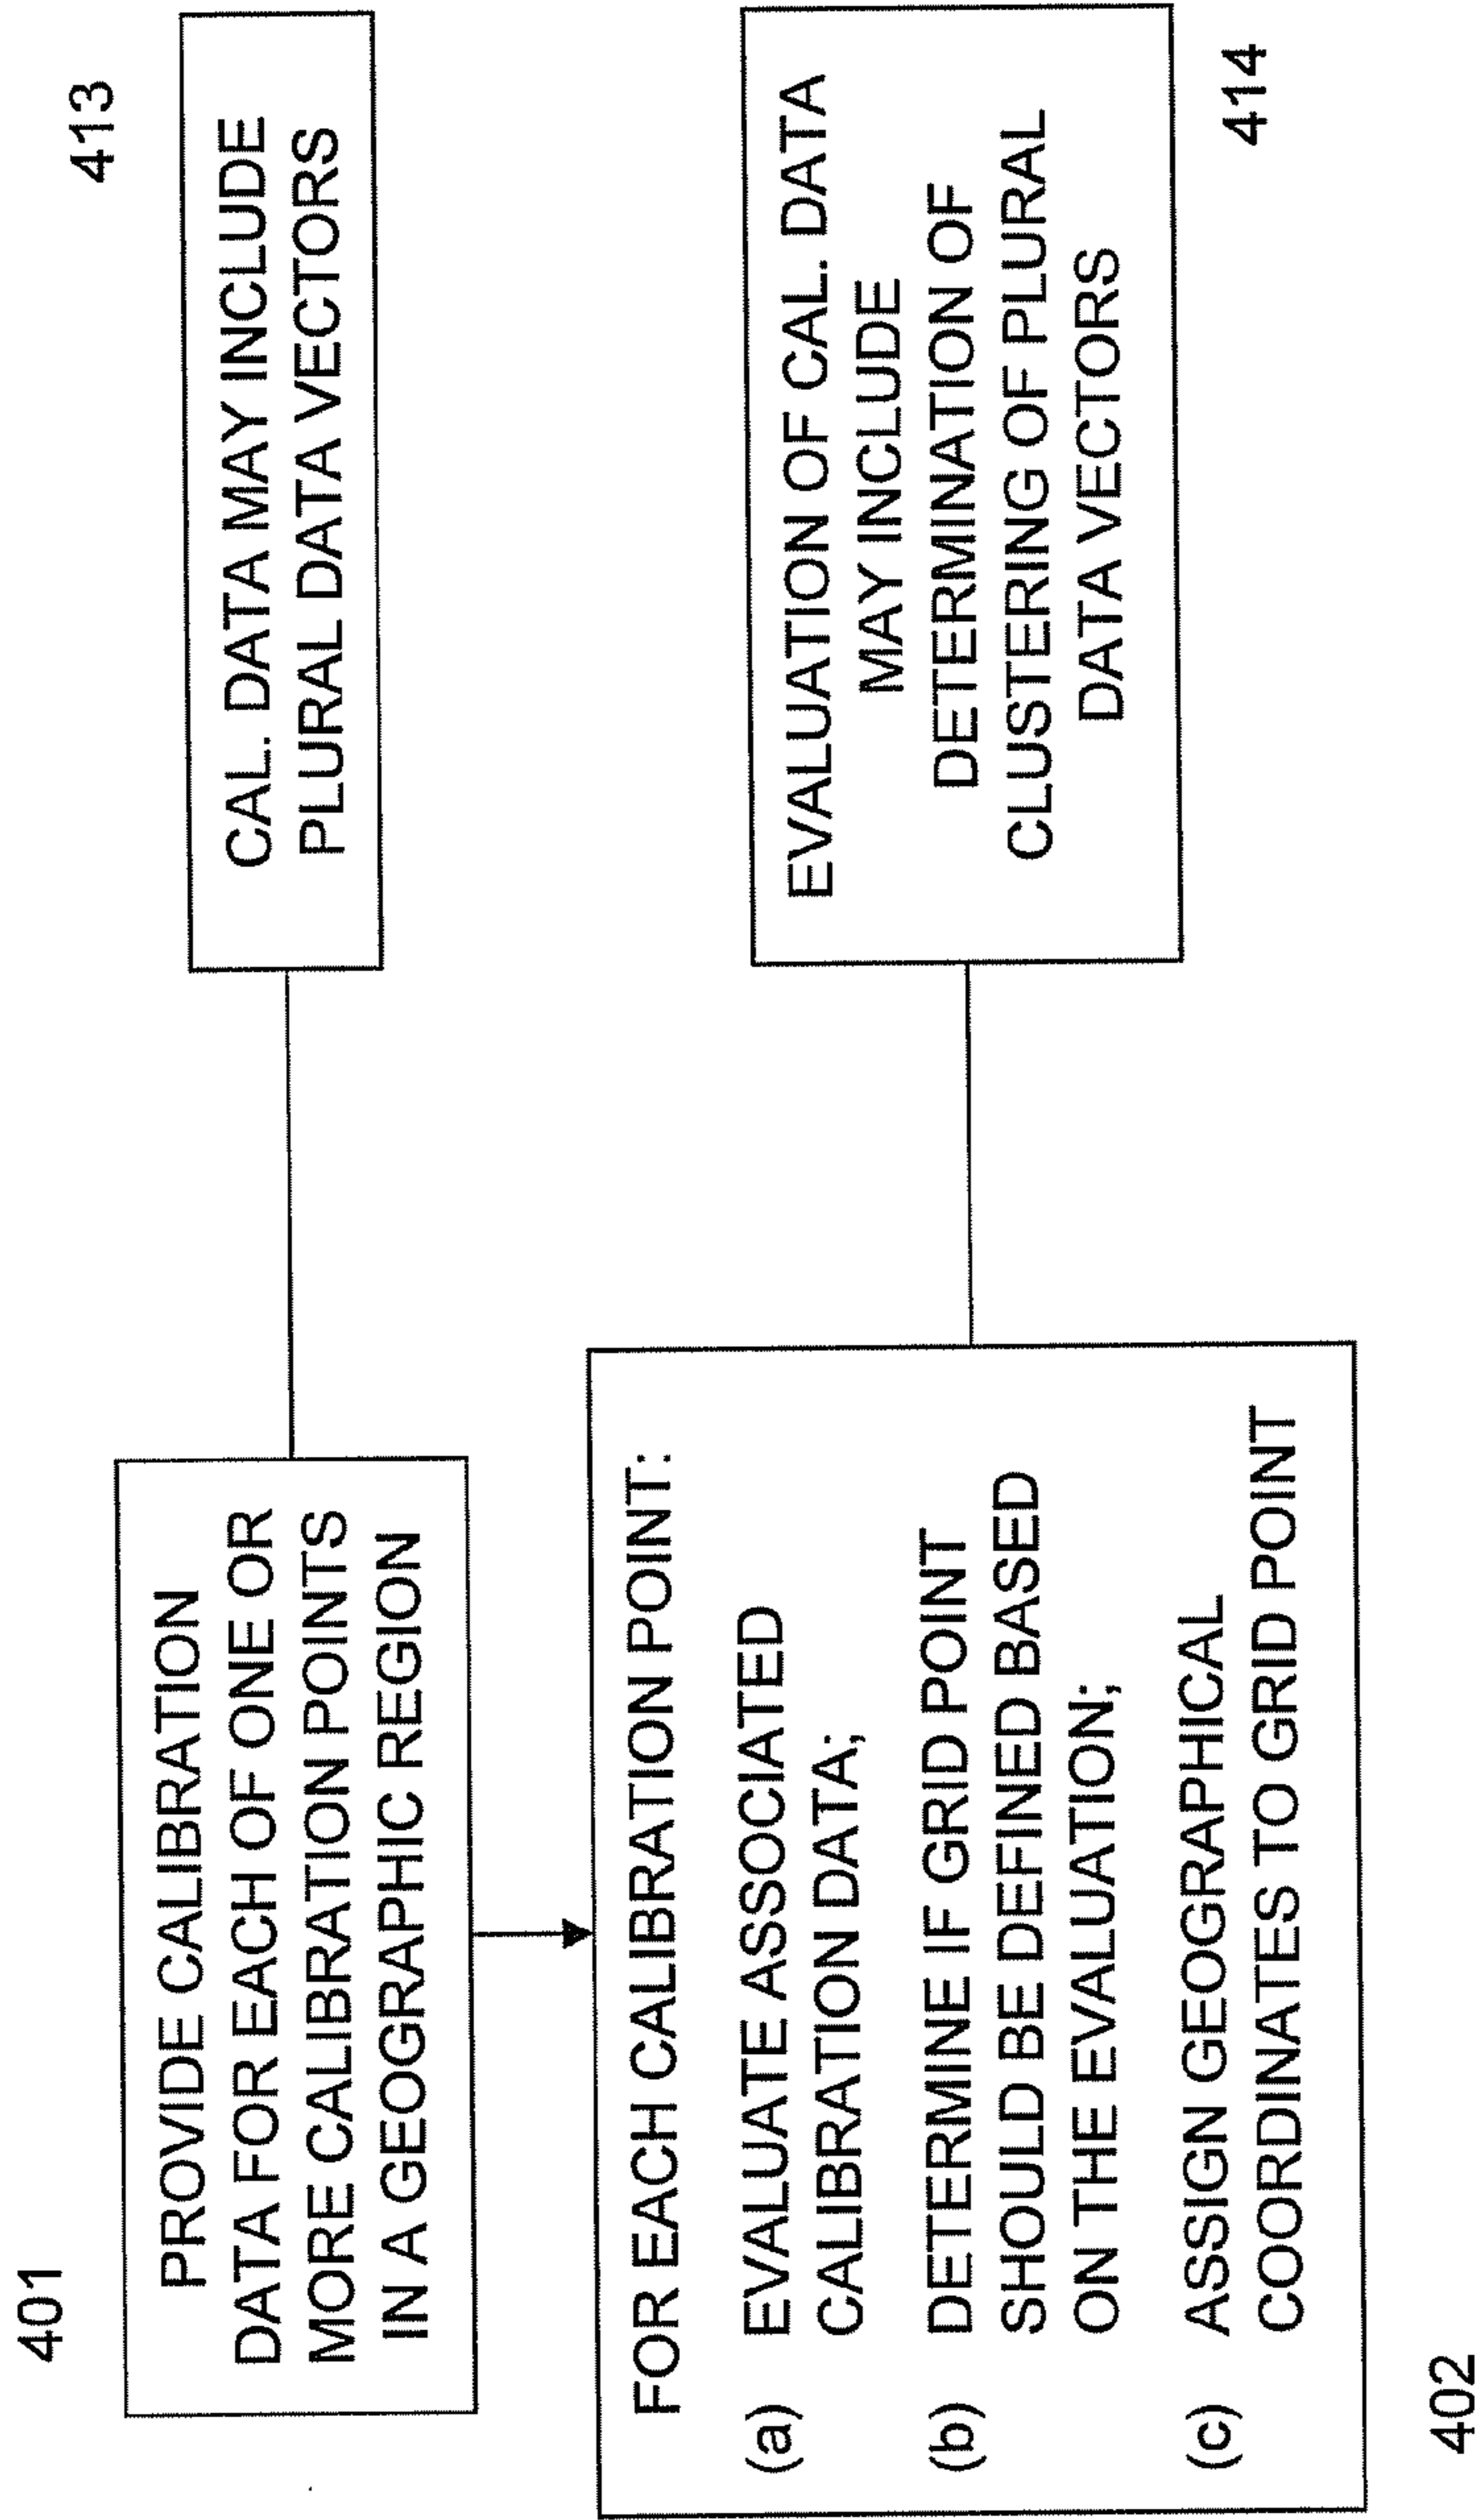 401
PROVIDE CALIBRATION
DATA FOR EACH OF ONE OR
MORE CALIBRATION POINTS
IN A GEOGRAPHIC REGION
413
CAL. DATA MAY INCLUDE
PLURAL DATA VECTORS
FOR EACH CALIBRATION POINT:
(a) EVALUATE ASSOCIATED
CALIBRATION DATA;
(b) DETERMINE IF GRID POINT
SHOULD BE DEFINED BASED
ON THE EVALUATION;
(c) ASSIGN GEOGRAPHICAL
COORDINATES TO GRID POINT
402
EVALUATION OF CAL. DATA
MAY INCLUDE
DETERMINATION OF
CLUSTERING OF PLURAL
DATA VECTORS
414